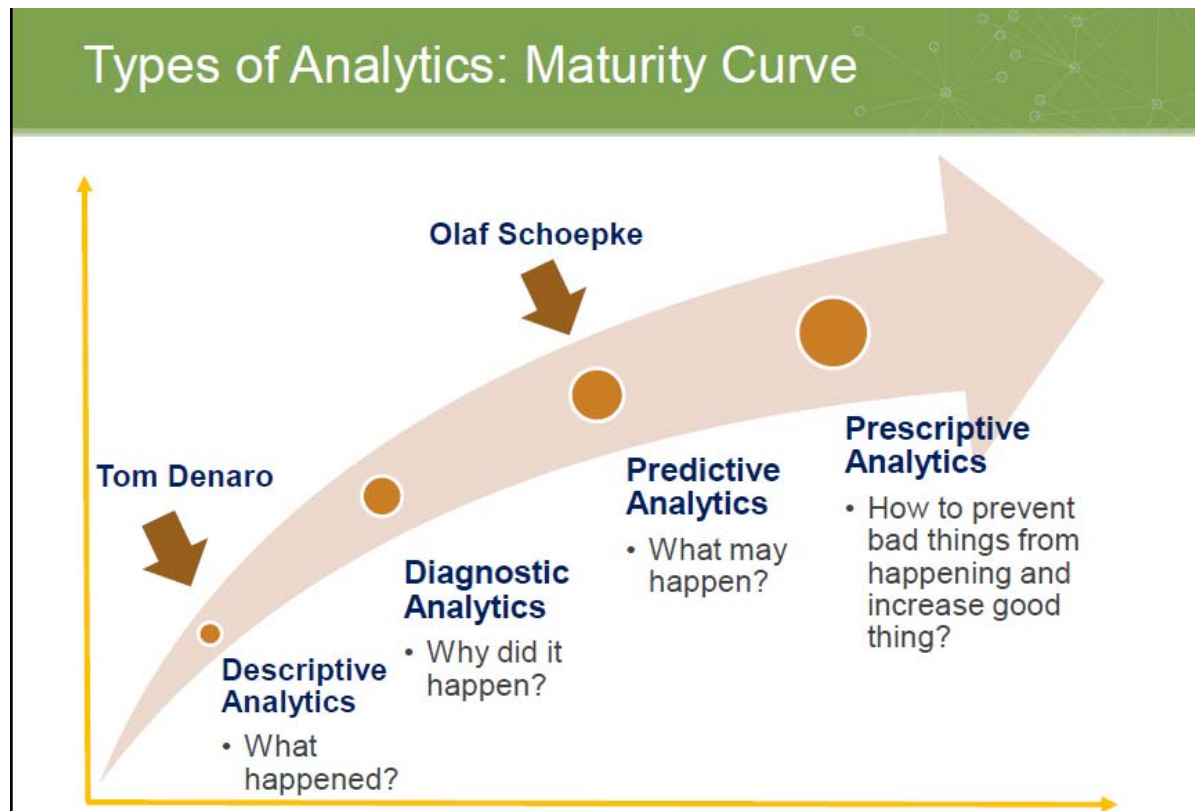 Types of Analytics: Maturity Curve
Olaf Schoepke
Tom Denaro
Descriptive
Analytics
• What
happened?
Diagnostic
Analytics
• Why did it
happen?
Predictive
Analytics
• What may
happen?
Prescriptive
Analytics
• How to prevent
bad things from
happening and
increase good
thing?